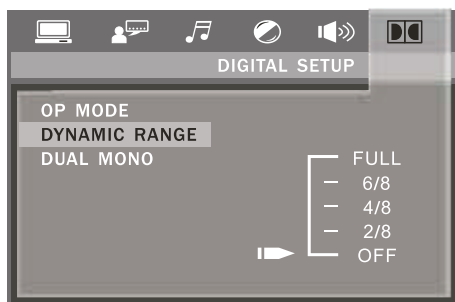 DIGITAL SETUP
OP MODE
DYNAMIC RANGE
DUAL MONO
FULL
6/8
4/8
2/8
OFF